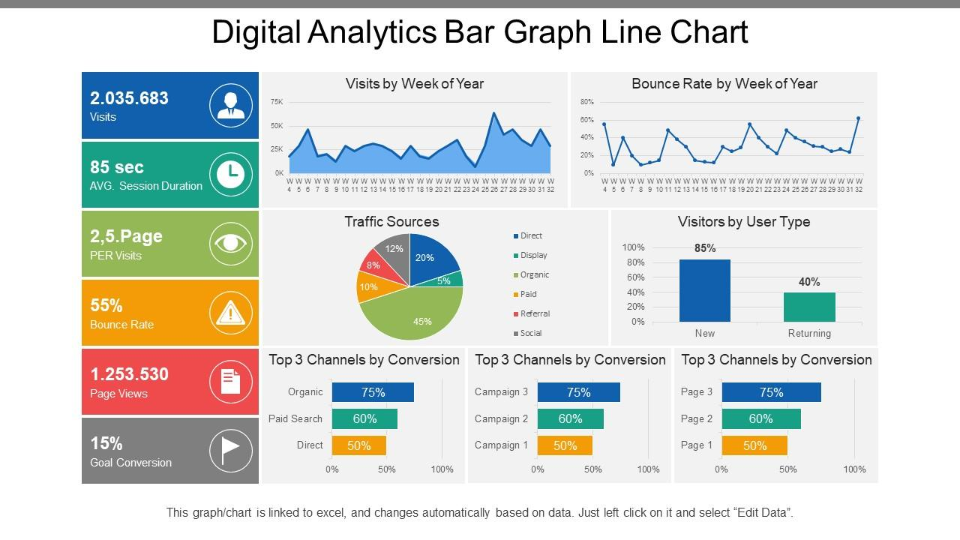 Digital Analytics Bar Graph Line Chart
2.035.683
Visits
85 sec
AVG. Session Duration
2,5.Page
PER Visits
55%
Bounce Rate
1.253.530
Page Views
15%
Goal Conversion
Visits by Week of Year
75K
50K
25K
0K
W W W W W W W W W W W W W W W W W W W W W W W W W W W W
4 5 6 7 8 9 10 11 12 13 14 15 16 17 18 19 20 21 22 23 24 25 26 27 28 29 30 31 32
Bounce Rate by Week of Year
80%
60%
40%
20%
0%
W W W W W W W W W W W W W W W W W W W W W W W W W W W W
4 5 6 7 8 9 10 11 12 13 14 15 16 17 18 19 20 21 22 23 24 25 26 27 28 29 30 31 32
Traffic Sources
12%
20%
8%
5%
10%
45%
Direct
Display
Organic
Paid
Referral
Social
Visitors by User Type
100%
80%
60%
40%
20%
0%
85%
40%
New Returning
Top 3 Channels by Conversion
Organic 75%
Paid Search 60%
Direct 50%
0% 50% 100%
Top 3 Channels by Conversion
Campaign 3 75%
Campaign 2 60%
Campaign 1 50%
0% 50% 100%
Top 3 Channels by Conversion
Page 3 75%
Page 2 60%
Page 1 50%
0% 50% 100%
This graph/chart is linked to excel, and changes automatically based on data. Just left click on it and select “Edit Data”.